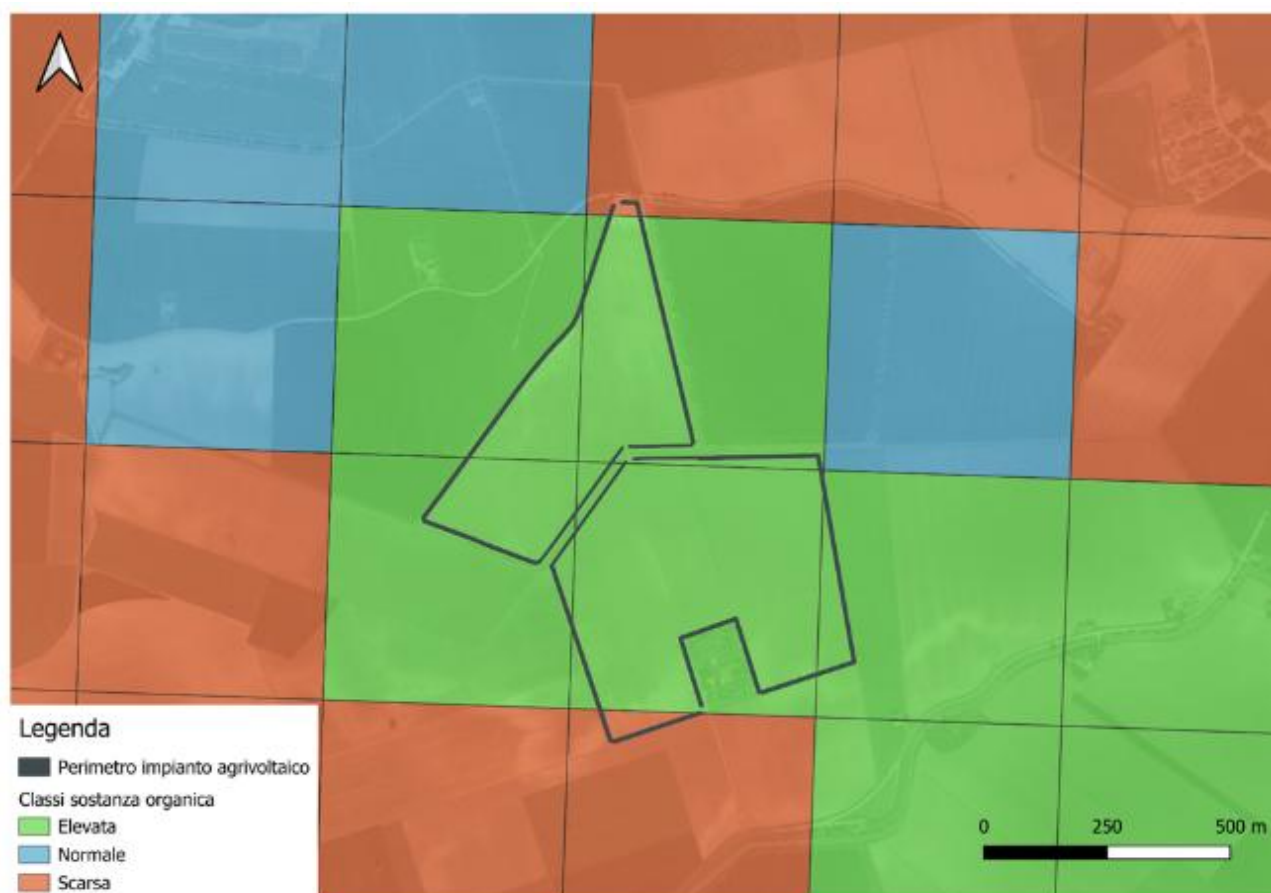 Legenda
Perimetro impianto agrivoltaico
Classi sostanza organica
Elevata
Normale
Scarsa
0 250 500 m